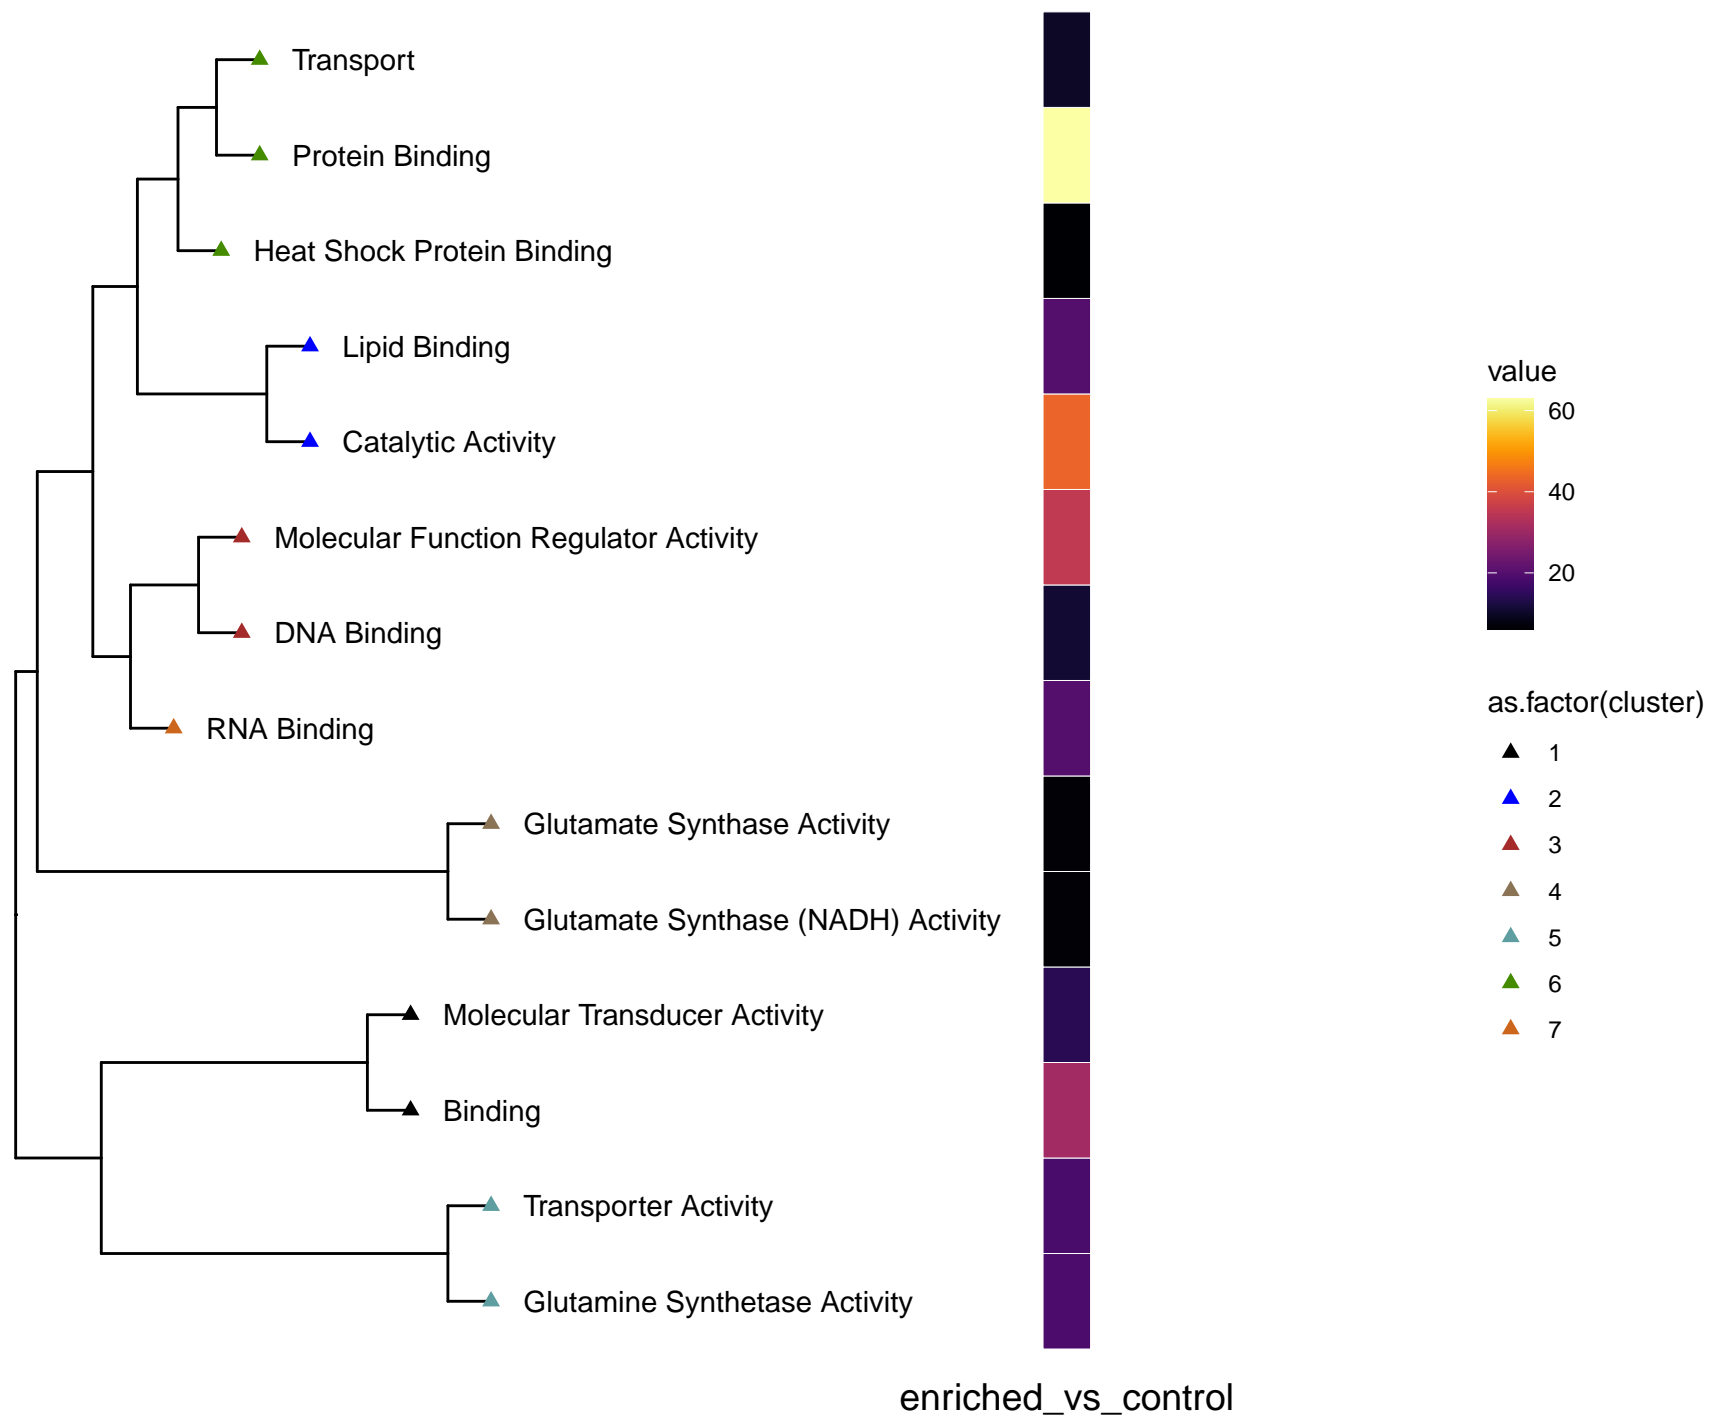 Transport
Protein Binding
Heat Shock Protein Binding
Lipid Binding
Catalytic Activity
Molecular Function Regulator Activity
DNA Binding
RNA Binding
Glutamate Synthase Activity
Glutamate Synthase (NADH) Activity
Molecular Transducer Activity
Binding
Transporter Activity
Glutamine Synthetase Activity
enriched_vs_control
value
60
40
20
as.factor(cluster)
1
2
3
4
5
6
7